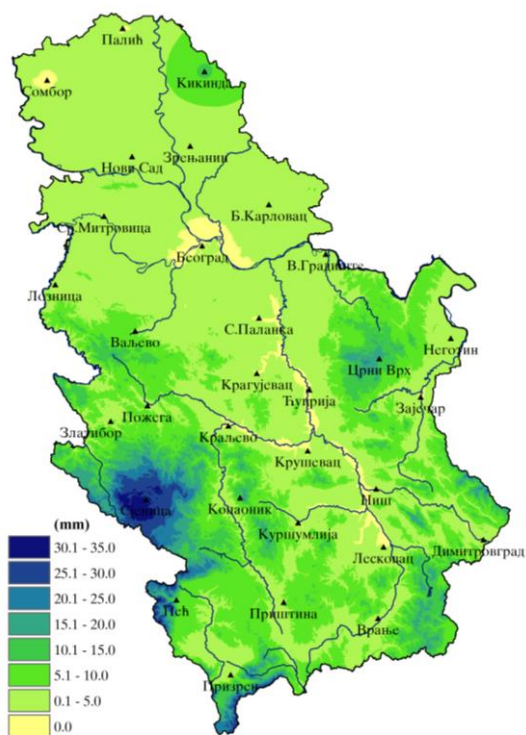 Палић
Кикинда
Сомбор
Зрењанин
Нови Сад
Б.Карловац
Ср.Митровица
Београд
В.Градиште
Лозница
С.Паланка
Ваљево
Неготин
Црни Врх
Крагујевац
Ћуприја
Зајечар
Пожега
Златибор
Краљево
Крушевац
Ниш
Сјеница
Копаоник
(mm)
Куршумлија
30.1 - 35.0
Димитровград
Лесковац
25.1 - 30.0
20.1 - 25.0
Пећ
Приштина
15.1 - 20.0
Врање
10.1 - 15.0
5.1 - 10.0
Призрен
0.1 - 5.0
0.0